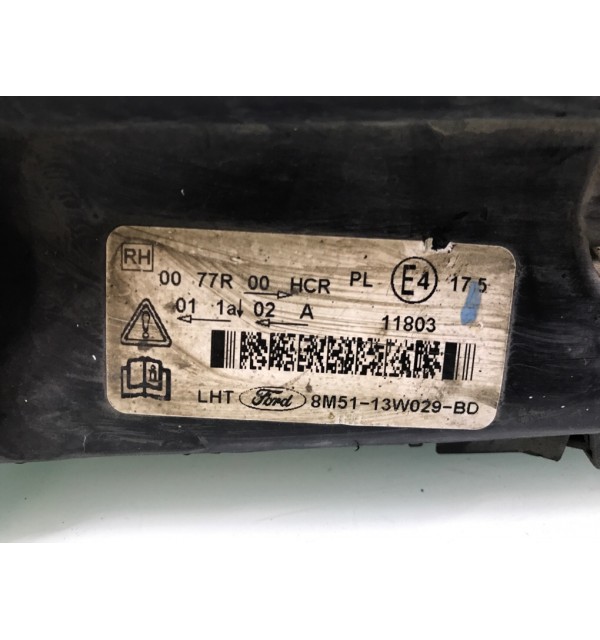 RH
00 77R 00 HCR PL E4 17.5
01 1a 02 A 11803
LHT Ford 8M51-13W029-BD